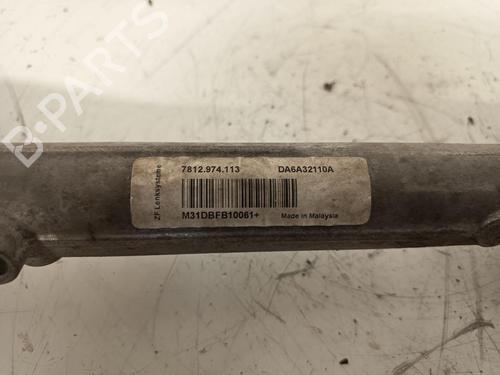 ZF Lenksysteme
7812.974.113 DA6A32110A
M31DBFB10061+ Made in Malaysia
B-Parts